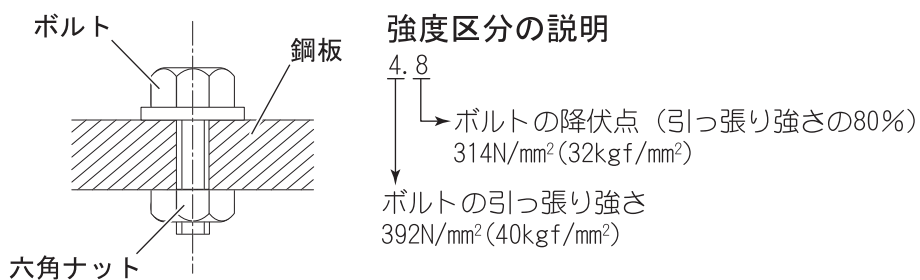 ボルト
鋼板
六角ナット
強度区分の説明
4.8
ボルトの降伏点（引っ張り強さの80％）
314N/mm²(32kgf/mm²)
ボルトの引っ張り強さ
392N/mm²(40kgf/mm²)